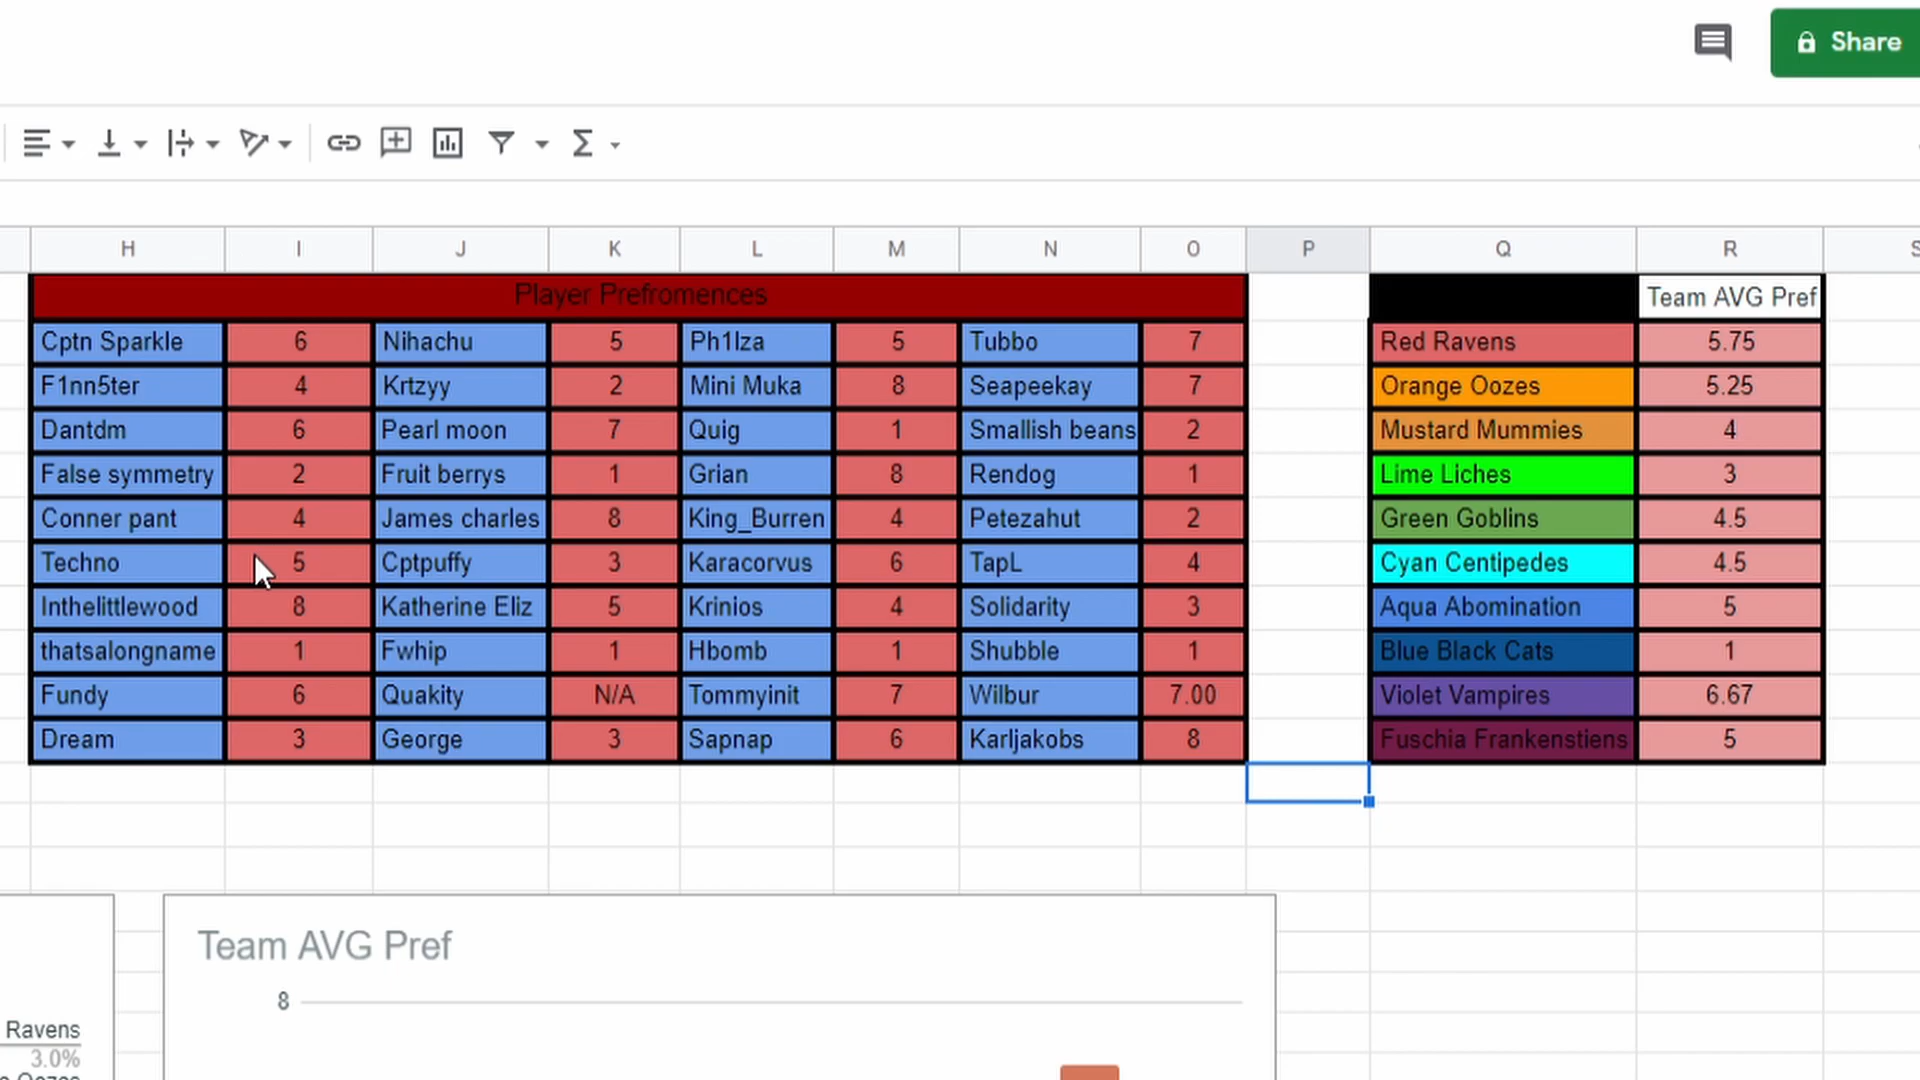 Share
H I J K L M N O P Q R S
Player Prefromences Team AVG Pref
Cptn Sparkle 6 Nihachu 5 Ph1lza 5 Tubbo 7 Red Ravens 5.75
F1nn5ter 4 Krtzyy 2 Mini Muka 8 Seapeekay 7 Orange Oozes 5.25
Dantdm 6 Pearl moon 7 Quig 1 Smallish beans 2 Mustard Mummies 4
False symmetry 2 Fruit berrys 1 Grian 8 Rendog 1 Lime Liches 3
Conner pant 4 James charles 8 King_Burren 4 Petezahut 2 Green Goblins 4.5
Techno 5 Cptpuffy 3 Karacorvus 6 TapL 4 Cyan Centipedes 4.5
Inthelittlewood 8 Katherine Eliz 5 Krinios 4 Solidarity 3 Aqua Abomination 5
thatsalongname 1 Fwhip 1 Hbomb 1 Shubble 1 Blue Black Cats 1
Fundy 6 Quakity N/A Tommyinit 7 Wilbur 7.00 Violet Vampires 6.67
Dream 3 George 3 Sapnap 6 Karljakobs 8 Fuschia Frankenstiens 5
Team AVG Pref
8
Ravens
3.0%